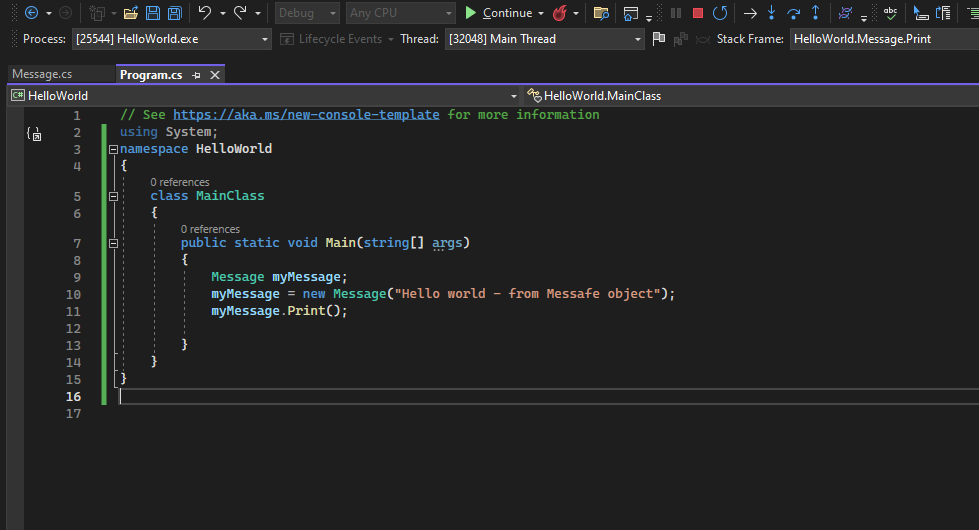 Debug Any CPU Continue
Process: [25544] HelloWorld.exe Lifecycle Events Thread: [32048] Main Thread Stack Frame: HelloWorld.Message.Print
Message.cs Program.cs
C# HelloWorld HelloWorld.MainClass
1 // See https://aka.ms/new-console-template for more information
2 using System;
3 namespace HelloWorld
4 {
0 references
5 class MainClass
6 {
0 references
7 public static void Main(string[] args)
8 {
9 Message myMessage;
10 myMessage = new Message("Hello world - from Messafe object");
11 myMessage.Print();
12
13 }
14 }
15 }
16
17